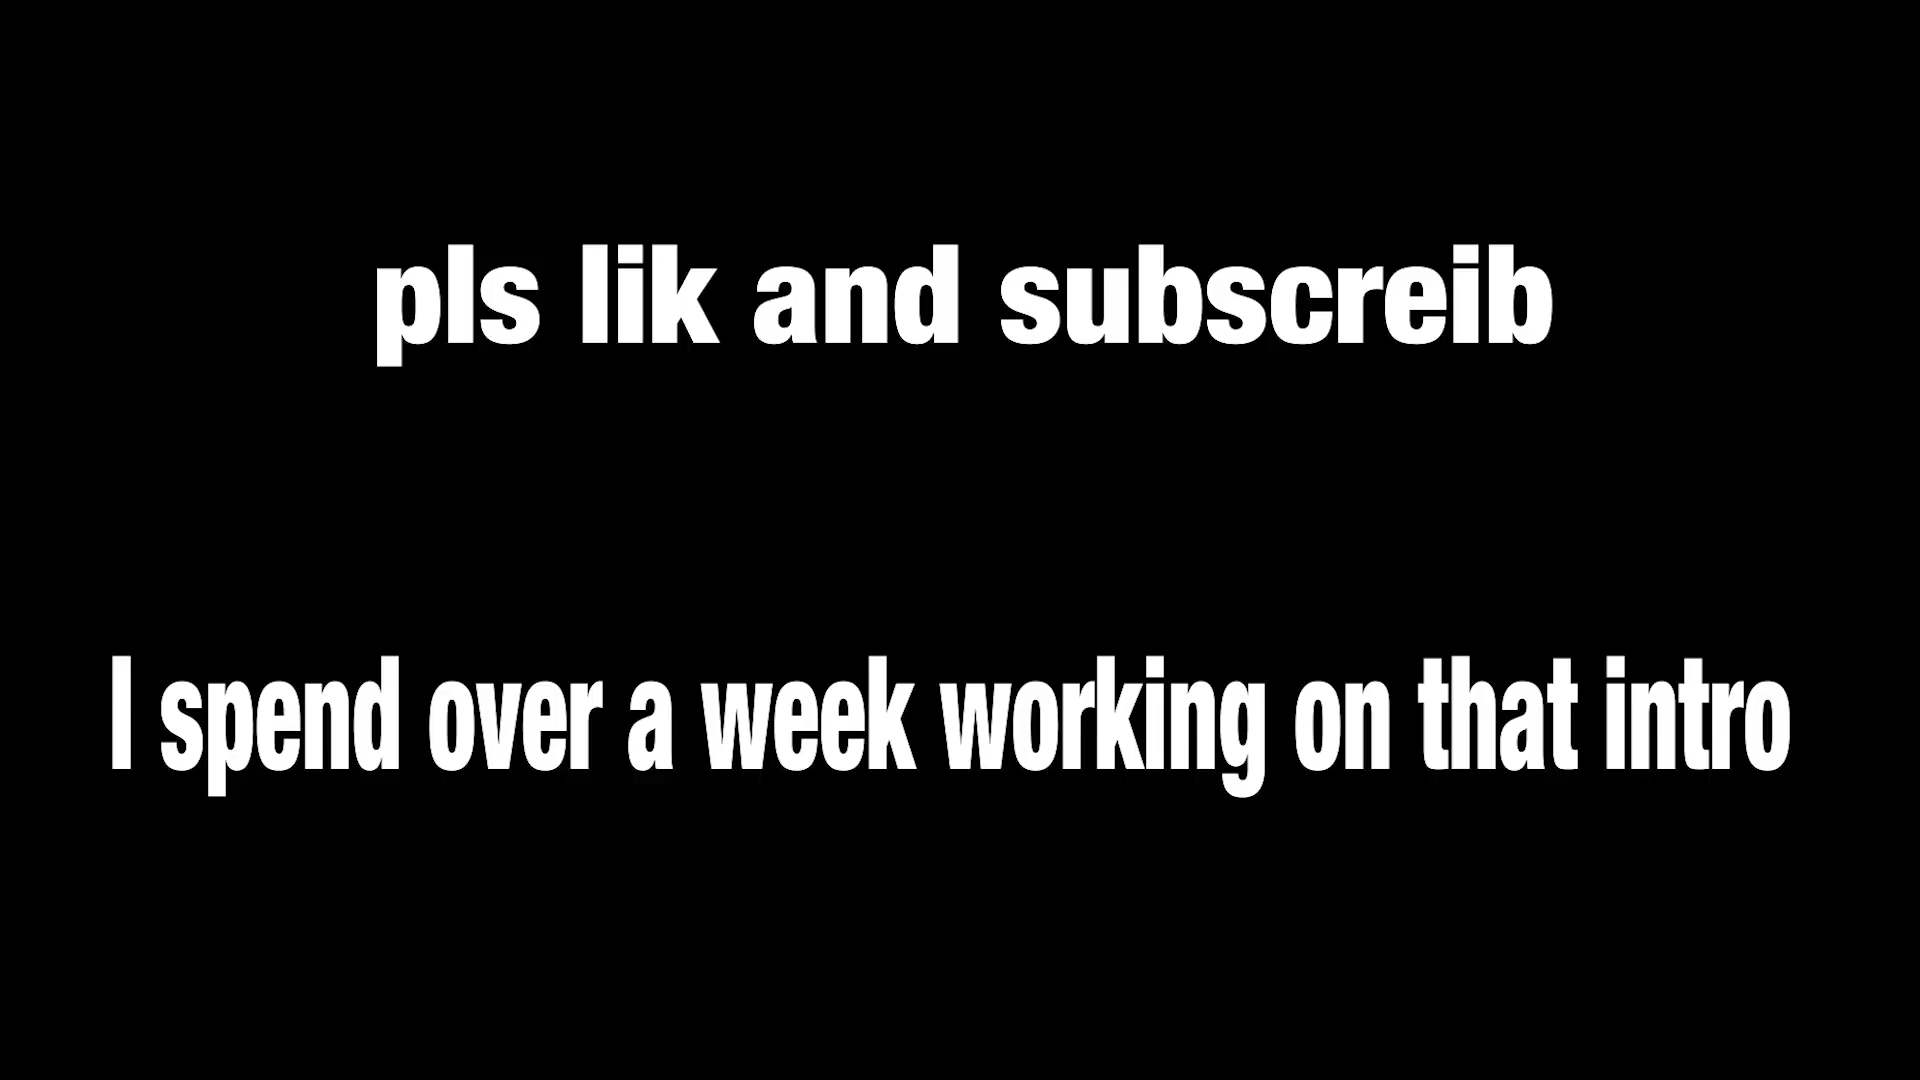 pls lik and subscreib
I spend over a week working on that intro